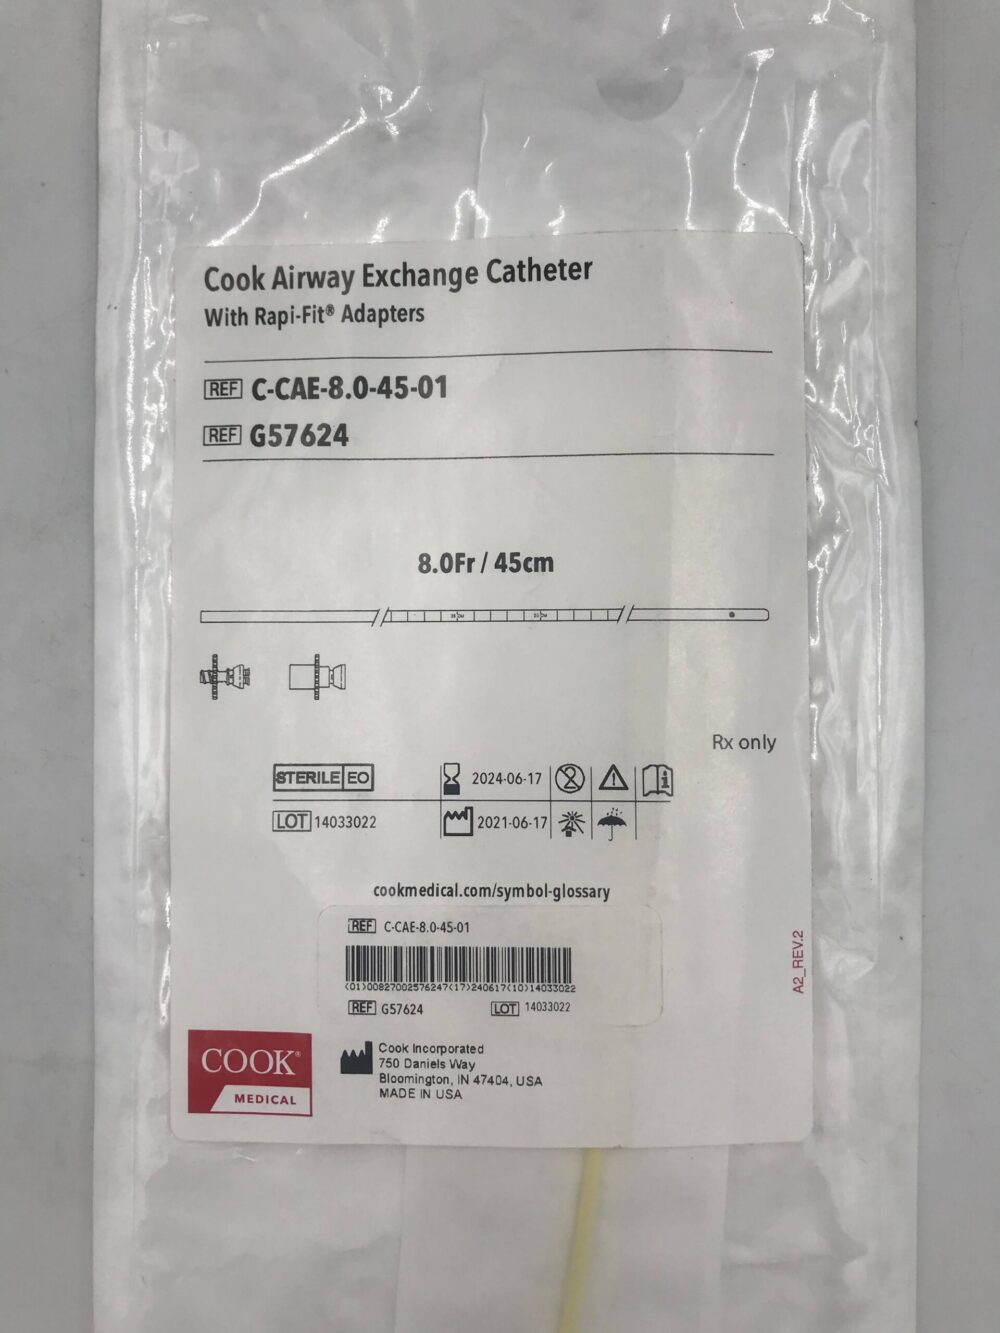 Cook Airway Exchange Catheter
With Rapi-Fit® Adapters
REF C-CAE-8.0-45-01
REF G57624
8.0Fr / 45cm
Rx only
STERILE EO 2024-06-17
LOT 14033022 2021-06-17
cookmedical.com/symbol-glossary
REF C-CAE-8.0-45-01
(01)00827002576247(17)240617(10)14033022
REF G57624 LOT 14033022
A2_REV.2
COOK®
MEDICAL
Cook Incorporated
750 Daniels Way
Bloomington, IN 47404, USA
MADE IN USA